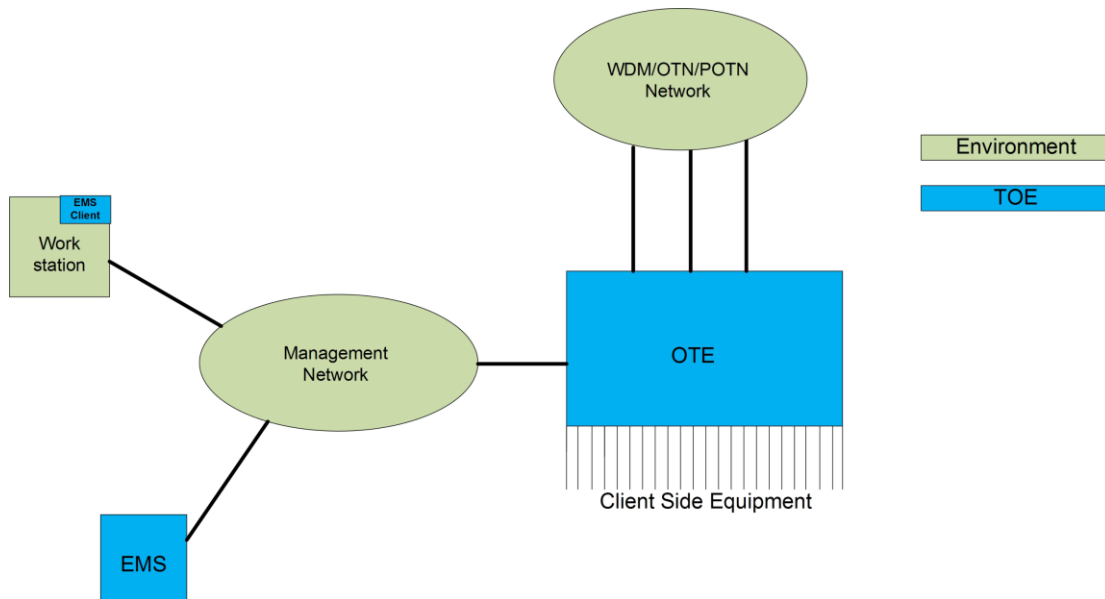 WDM/OTN/POTN
Network
Environment
TOE
EMS
Client
Work
station
Management
Network
OTE
Client Side Equipment
EMS